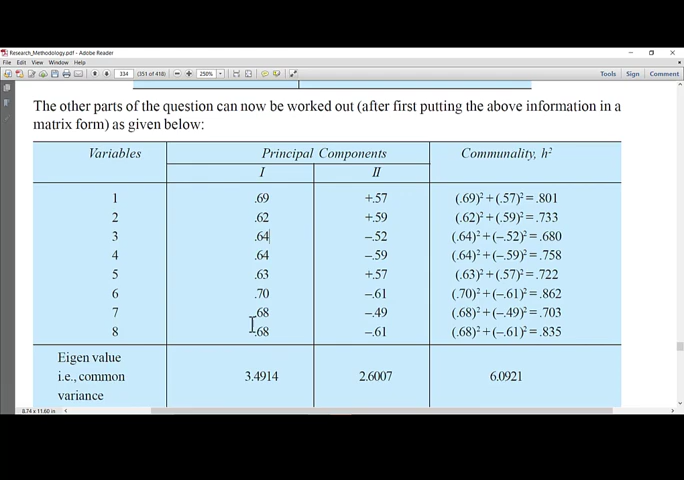 Research_Methodology.pdf - Adobe Reader
File Edit View Window Help
334 (351 of 418) 250%
Tools Sign Comment
The other parts of the question can now be worked out (after first putting the above information in a
matrix form) as given below:
Variables Principal Components Communality, h²
I II
1 .69 +.57 (.69)² + (.57)² = .801
2 .62 +.59 (.62)² + (.59)² = .733
3 .64 –.52 (.64)² + (–.52)² = .680
4 .64 –.59 (.64)² + (–.59)² = .758
5 .63 +.57 (.63)² + (.57)² = .722
6 .70 –.61 (.70)² + (–.61)² = .862
7 .68 –.49 (.68)² + (–.49)² = .703
8 .68 –.61 (.68)² + (–.61)² = .835
Eigen value
i.e., common 3.4914 2.6007 6.0921
variance
8.74 x 11.60 in